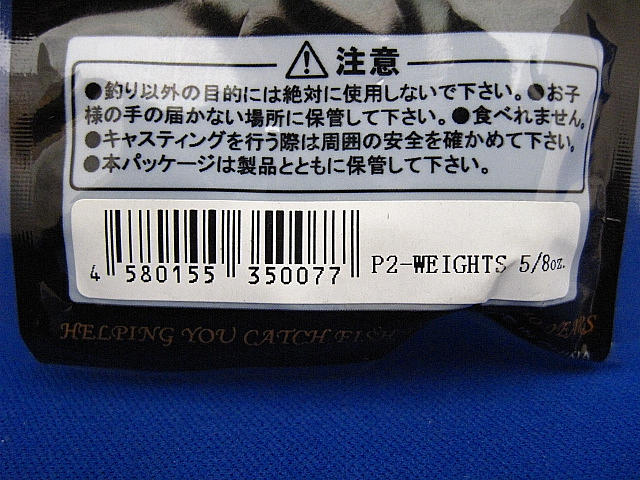 注意
●釣り以外の目的には絶対に使用しないで下さい。●お子
様の手の届かない場所に保管して下さい。●食べれません。
●キャスティングを行う際は周囲の安全を確かめて下さい。
●本パッケージは製品とともに保管して下さい。
4 580155 350077 P2-WEIGHTS 5/8oz.
HELPING YOU CATCH FISH YEARS